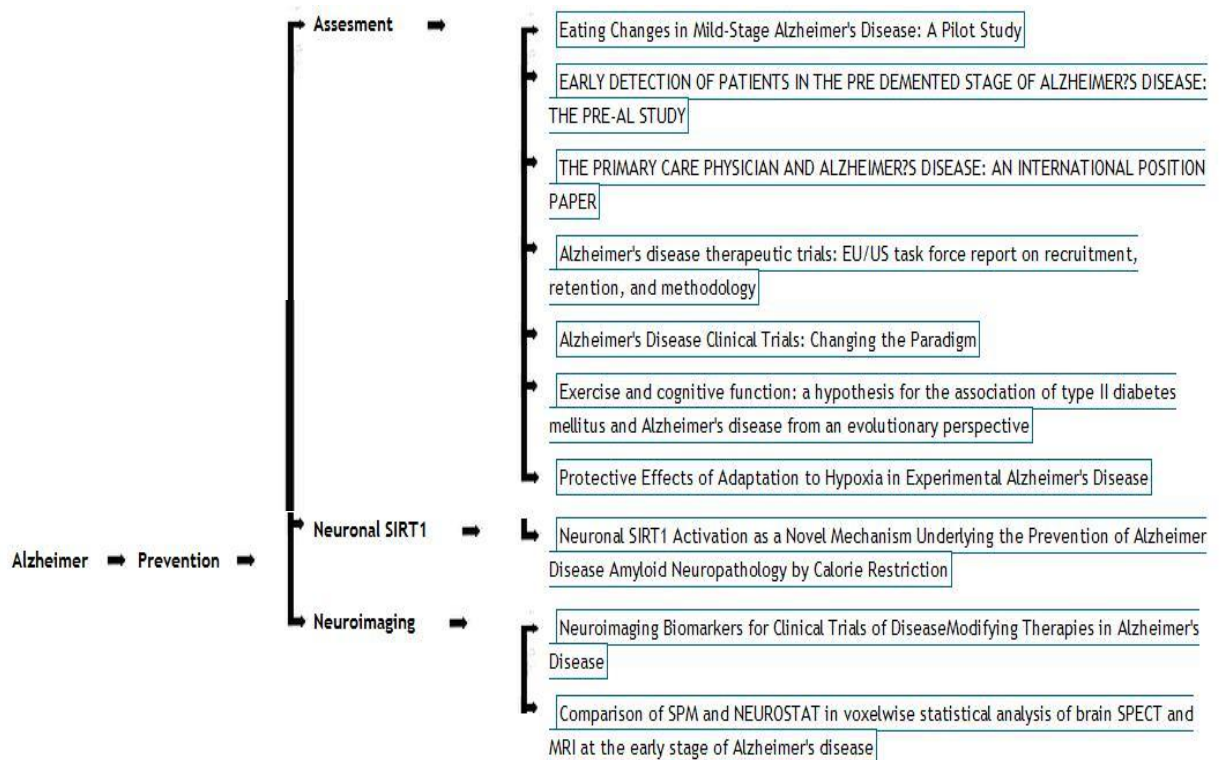 Assesment
Eating Changes in Mild-Stage Alzheimer's Disease: A Pilot Study
EARLY DETECTION OF PATIENTS IN THE PRE DEMENTED STAGE OF ALZHEIMER?S DISEASE:
THE PRE-AL STUDY
THE PRIMARY CARE PHYSICIAN AND ALZHEIMER?S DISEASE: AN INTERNATIONAL POSITION
PAPER
Alzheimer's disease therapeutic trials: EU/US task force report on recruitment,
retention, and methodology
Alzheimer's Disease Clinical Trials: Changing the Paradigm
Exercise and cognitive function: a hypothesis for the association of type II diabetes
mellitus and Alzheimer's disease from an evolutionary perspective
Protective Effects of Adaptation to Hypoxia in Experimental Alzheimer's Disease
Alzheimer Prevention
Neuronal SIRT1
Neuronal SIRT1 Activation as a Novel Mechanism Underlying the Prevention of Alzheimer
Disease Amyloid Neuropathology by Calorie Restriction
Neuroimaging
Neuroimaging Biomarkers for Clinical Trials of DiseaseModifying Therapies in Alzheimer's
Disease
Comparison of SPM and NEUROSTAT in voxelwise statistical analysis of brain SPECT and
MRI at the early stage of Alzheimer's disease